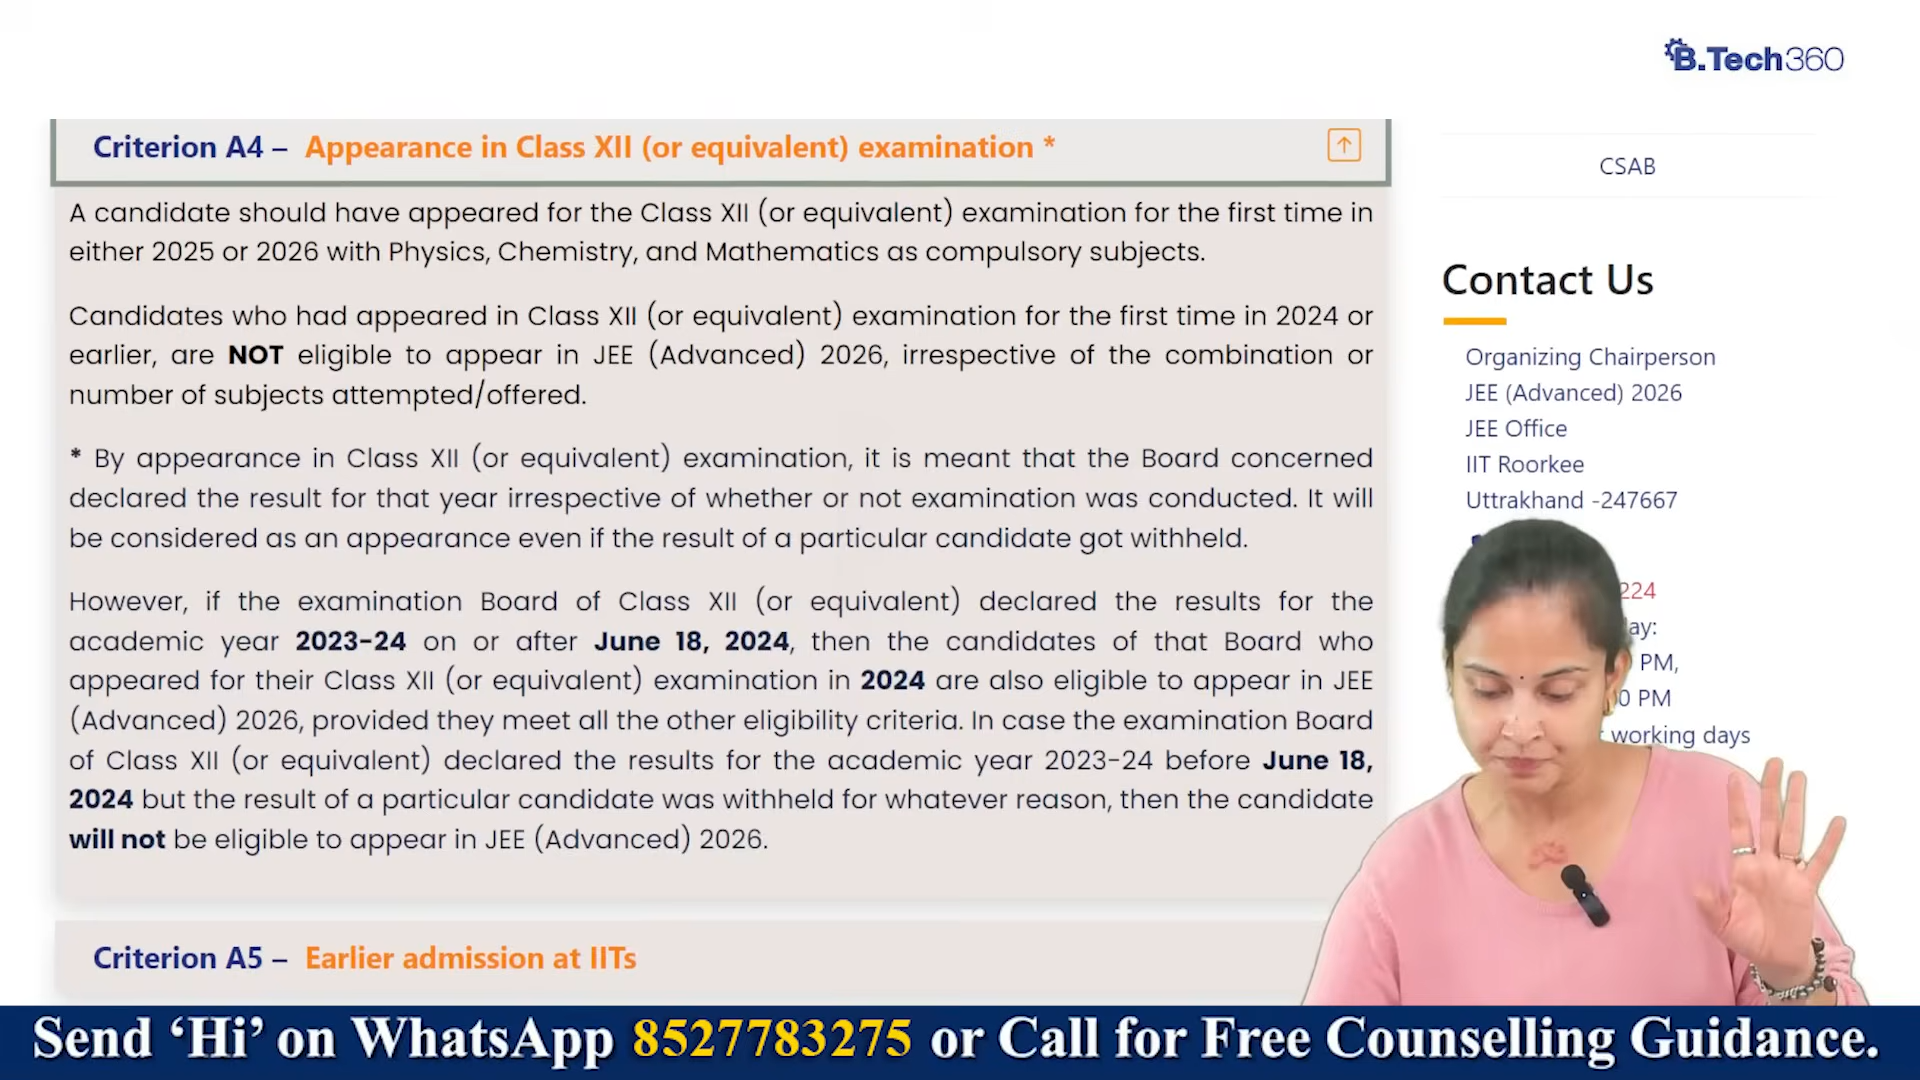 B.Tech360
Criterion A4 – Appearance in Class XII (or equivalent) examination *
CSAB
A candidate should have appeared for the Class XII (or equivalent) examination for the first time in
either 2025 or 2026 with Physics, Chemistry, and Mathematics as compulsory subjects.
Candidates who had appeared in Class XII (or equivalent) examination for the first time in 2024 or
earlier, are NOT eligible to appear in JEE (Advanced) 2026, irrespective of the combination or
number of subjects attempted/offered.
* By appearance in Class XII (or equivalent) examination, it is meant that the Board concerned
declared the result for that year irrespective of whether or not examination was conducted. It will
be considered as an appearance even if the result of a particular candidate got withheld.
However, if the examination Board of Class XII (or equivalent) declared the results for the
academic year 2023-24 on or after June 18, 2024, then the candidates of that Board who
appeared for their Class XII (or equivalent) examination in 2024 are also eligible to appear in JEE
(Advanced) 2026, provided they meet all the other eligibility criteria. In case the examination Board
of Class XII (or equivalent) declared the results for the academic year 2023-24 before June 18,
2024 but the result of a particular candidate was withheld for whatever reason, then the candidate
will not be eligible to appear in JEE (Advanced) 2026.
Criterion A5 – Earlier admission at IITs
Contact Us
Organizing Chairperson
JEE (Advanced) 2026
JEE Office
IIT Roorkee
Uttrakhand -247667
224
ay:
PM,
0 PM
working days
Send ‘Hi’ on WhatsApp 8527783275 or Call for Free Counselling Guidance.